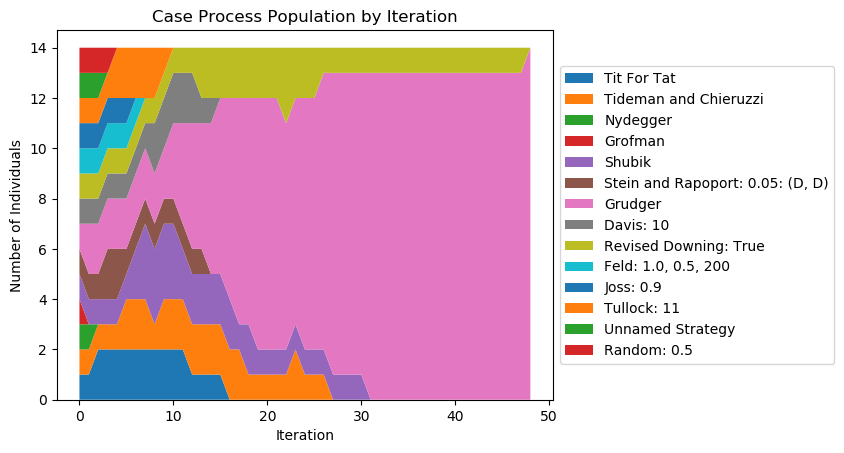 Case Process Population by Iteration
14
12
10
8
6
4
2
0
Number of Individuals
0 10 20 30 40 50
Iteration
Tit For Tat
Tideman and Chieruzzi
Nydegger
Grofman
Shubik
Stein and Rapoport: 0.05: (D, D)
Grudger
Davis: 10
Revised Downing: True
Feld: 1.0, 0.5, 200
Joss: 0.9
Tullock: 11
Unnamed Strategy
Random: 0.5